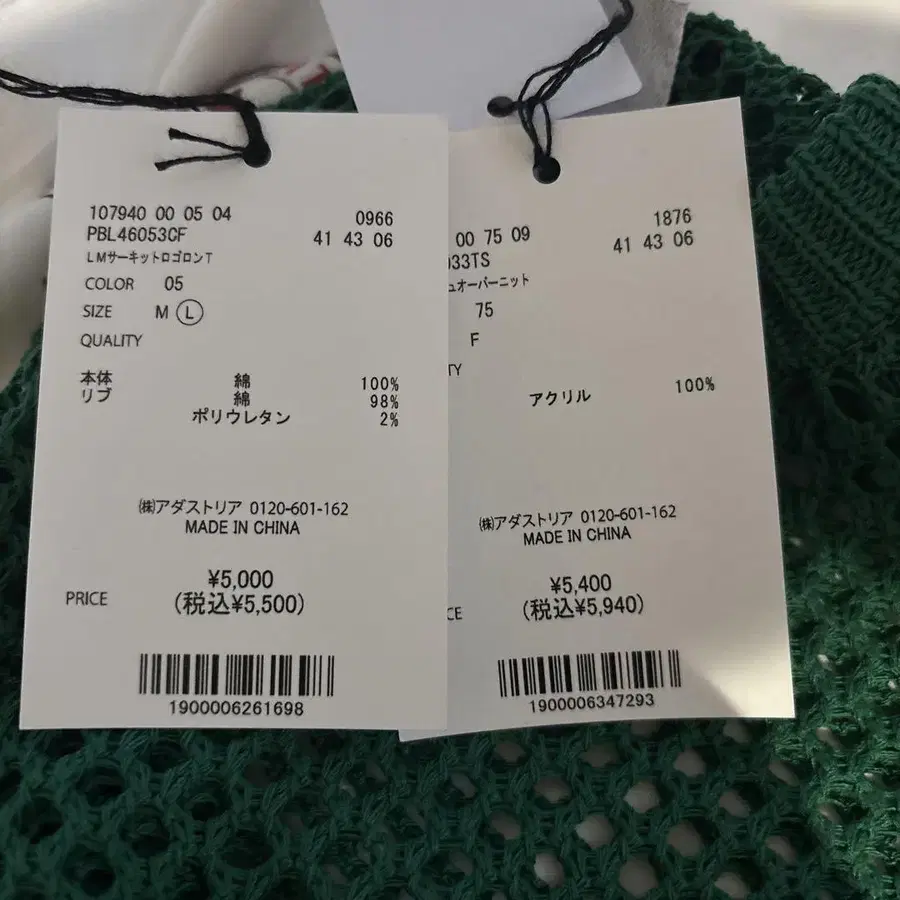 107940 00 05 04 0966
PBL46053CF 41 43 06
LMサーキットロゴロンT
COLOR 05
SIZE M L
QUALITY
本体 綿 100%
リブ 綿 98%
ポリウレタン 2%
㈱アダストリア 0120-601-162
MADE IN CHINA
PRICE ¥5,000
(税込¥5,500)
1900006261698
00 75 09 1876
033TS 41 43 06
ュオーバーニット
75
F
TY
アクリル 100%
㈱アダストリア 0120-601-162
MADE IN CHINA
CE ¥5,400
(税込¥5,940)
1900006347293